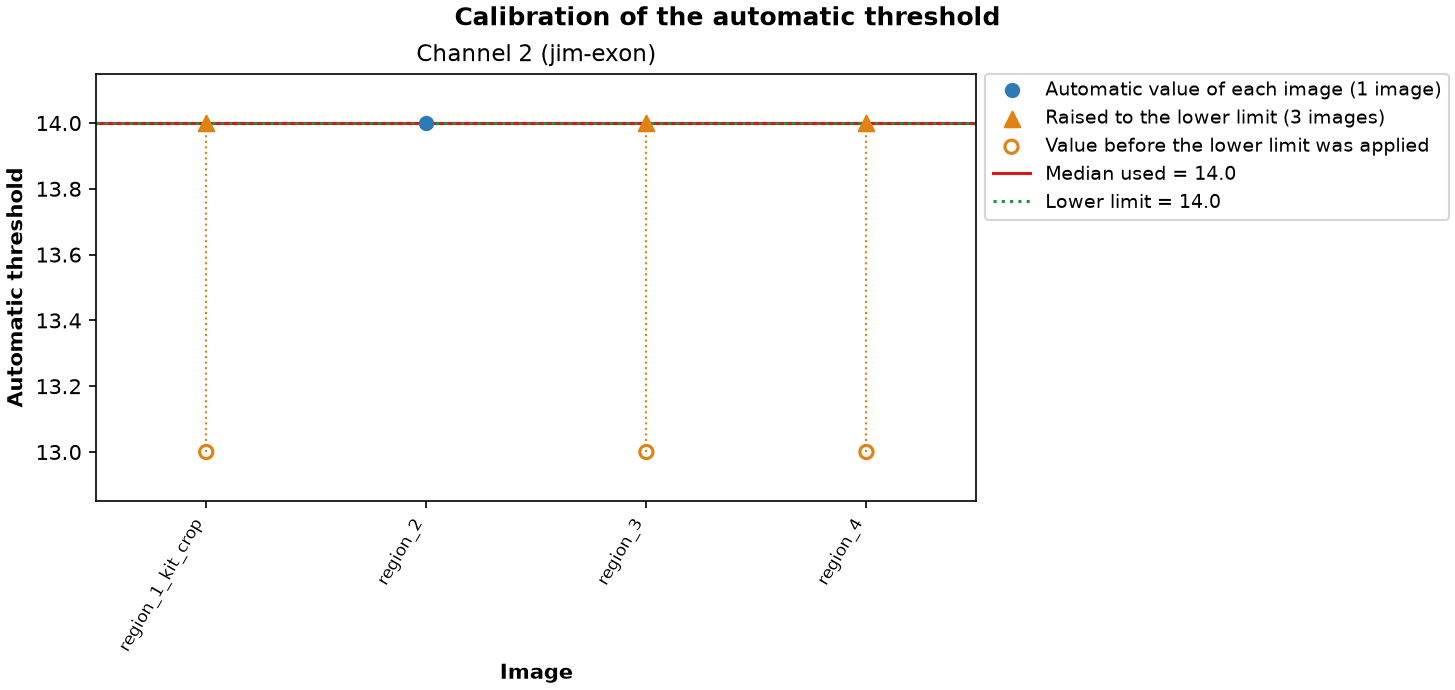 Calibration of the automatic threshold
Channel 2 (jim-exon)
Automatic threshold
14.0
13.8
13.6
13.4
13.2
13.0
region_1_kit_crop
region_2
region_3
region_4
Image
Automatic value of each image (1 image)
Raised to the lower limit (3 images)
Value before the lower limit was applied
Median used = 14.0
Lower limit = 14.0